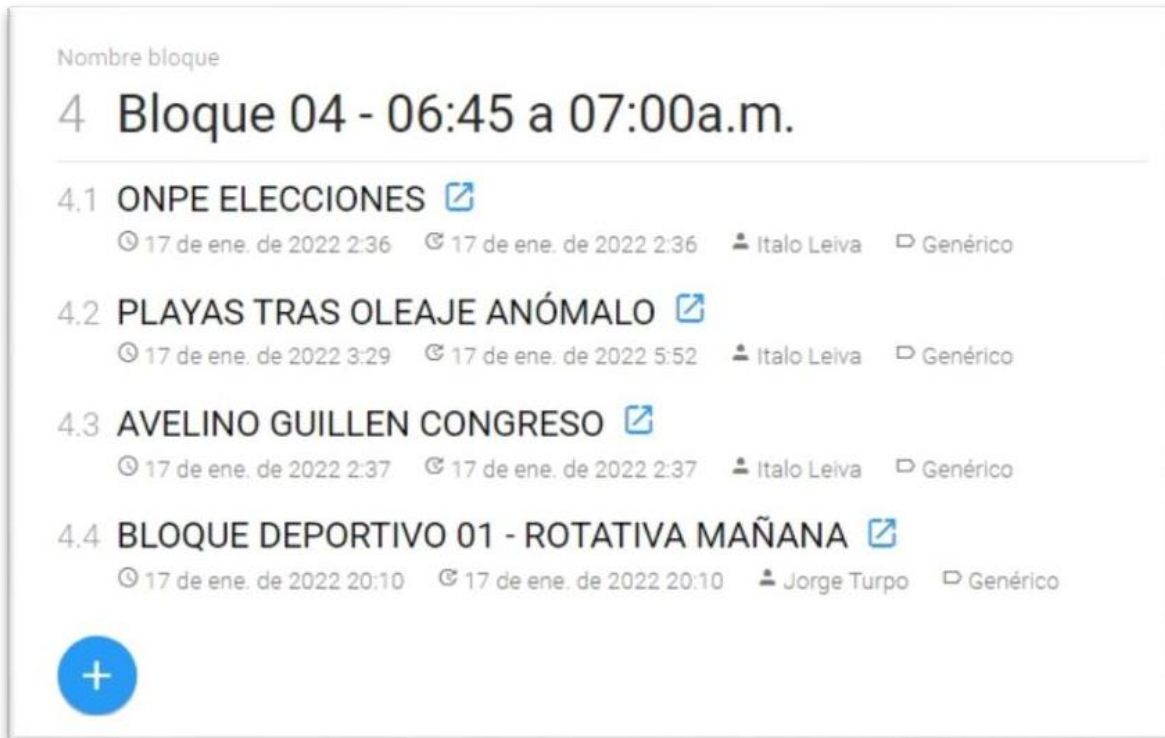 Nombre bloque
4 Bloque 04 - 06:45 a 07:00a.m.
4.1 ONPE ELECCIONES
17 de ene. de 2022 2:36 17 de ene. de 2022 2:36 Italo Leiva Genérico
4.2 PLAYAS TRAS OLEAJE ANÓMALO
17 de ene. de 2022 3:29 17 de ene. de 2022 5:52 Italo Leiva Genérico
4.3 AVELINO GUILLEN CONGRESO
17 de ene. de 2022 2:37 17 de ene. de 2022 2:37 Italo Leiva Genérico
4.4 BLOQUE DEPORTIVO 01 - ROTATIVA MAÑANA
17 de ene. de 2022 20:10 17 de ene. de 2022 20:10 Jorge Turpo Genérico
+